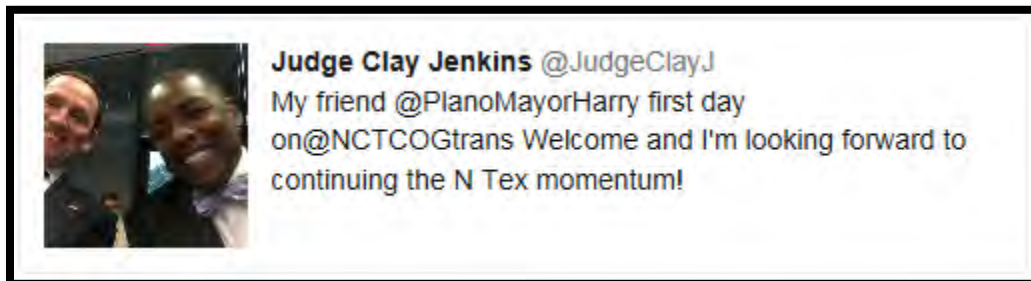 Judge Clay Jenkins @JudgeClayJ
My friend @PlanoMayorHarry first day
on@NCTCOGtrans Welcome and I'm looking forward to
continuing the N Tex momentum!